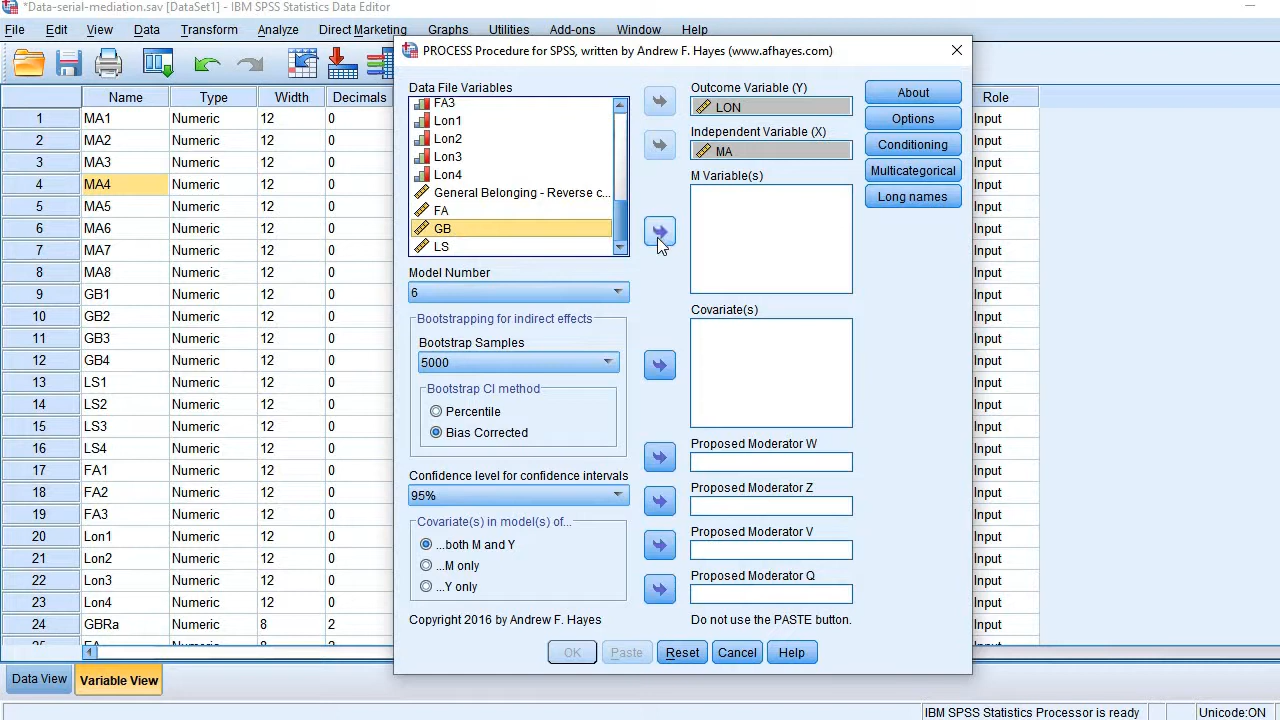 *Data-serial-mediation.sav [DataSet1] - IBM SPSS Statistics Data Editor
File Edit View Data Transform Analyze Direct Marketing Graphs Utilities Add-ons Window Help
PROCESS Procedure for SPSS, written by Andrew F. Hayes (www.afhayes.com)
Name Type Width Decimals Role
1 MA1 Numeric 12 0 Input
2 MA2 Numeric 12 0 Input
3 MA3 Numeric 12 0 Input
4 MA4 Numeric 12 0 Input
5 MA5 Numeric 12 0 Input
6 MA6 Numeric 12 0 Input
7 MA7 Numeric 12 0 Input
8 MA8 Numeric 12 0 Input
9 GB1 Numeric 12 0 Input
10 GB2 Numeric 12 0 Input
11 GB3 Numeric 12 0 Input
12 GB4 Numeric 12 0 Input
13 LS1 Numeric 12 0 Input
14 LS2 Numeric 12 0 Input
15 LS3 Numeric 12 0 Input
16 LS4 Numeric 12 0 Input
17 FA1 Numeric 12 0 Input
18 FA2 Numeric 12 0 Input
19 FA3 Numeric 12 0 Input
20 Lon1 Numeric 12 0 Input
21 Lon2 Numeric 12 0 Input
22 Lon3 Numeric 12 0 Input
23 Lon4 Numeric 12 0 Input
24 GBRa Numeric 8 2 Input
Data File Variables
FA3
Lon1
Lon2
Lon3
Lon4
General Belonging - Reverse c...
FA
GB
LS
Model Number
6
Bootstrapping for indirect effects
Bootstrap Samples
5000
Bootstrap CI method
Percentile
Bias Corrected
Confidence level for confidence intervals
95%
Covariate(s) in model(s) of...
...both M and Y
...M only
...Y only
Copyright 2016 by Andrew F. Hayes
Outcome Variable (Y)
LON
Independent Variable (X)
MA
M Variable(s)
Covariate(s)
Proposed Moderator W
Proposed Moderator Z
Proposed Moderator V
Proposed Moderator Q
Do not use the PASTE button.
About
Options
Conditioning
Multicategorical
Long names
OK Paste Reset Cancel Help
Data View Variable View
IBM SPSS Statistics Processor is ready Unicode:ON